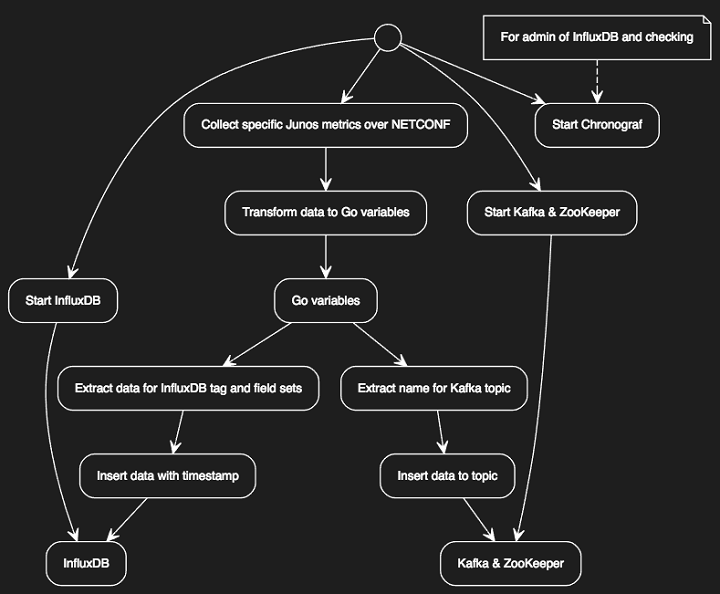 For admin of InfluxDB and checking
Collect specific Junos metrics over NETCONF
Start Chronograf
Transform data to Go variables
Start Kafka & ZooKeeper
Start InfluxDB
Go variables
Extract data for InfluxDB tag and field sets
Extract name for Kafka topic
Insert data with timestamp
Insert data to topic
InfluxDB
Kafka & ZooKeeper